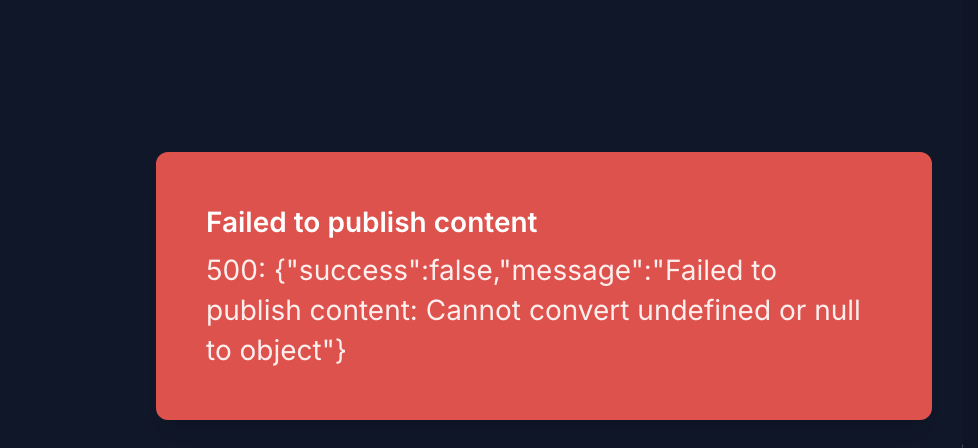 Failed to publish content
500: {"success":false,"message":"Failed to
publish content: Cannot convert undefined or null
to object"}